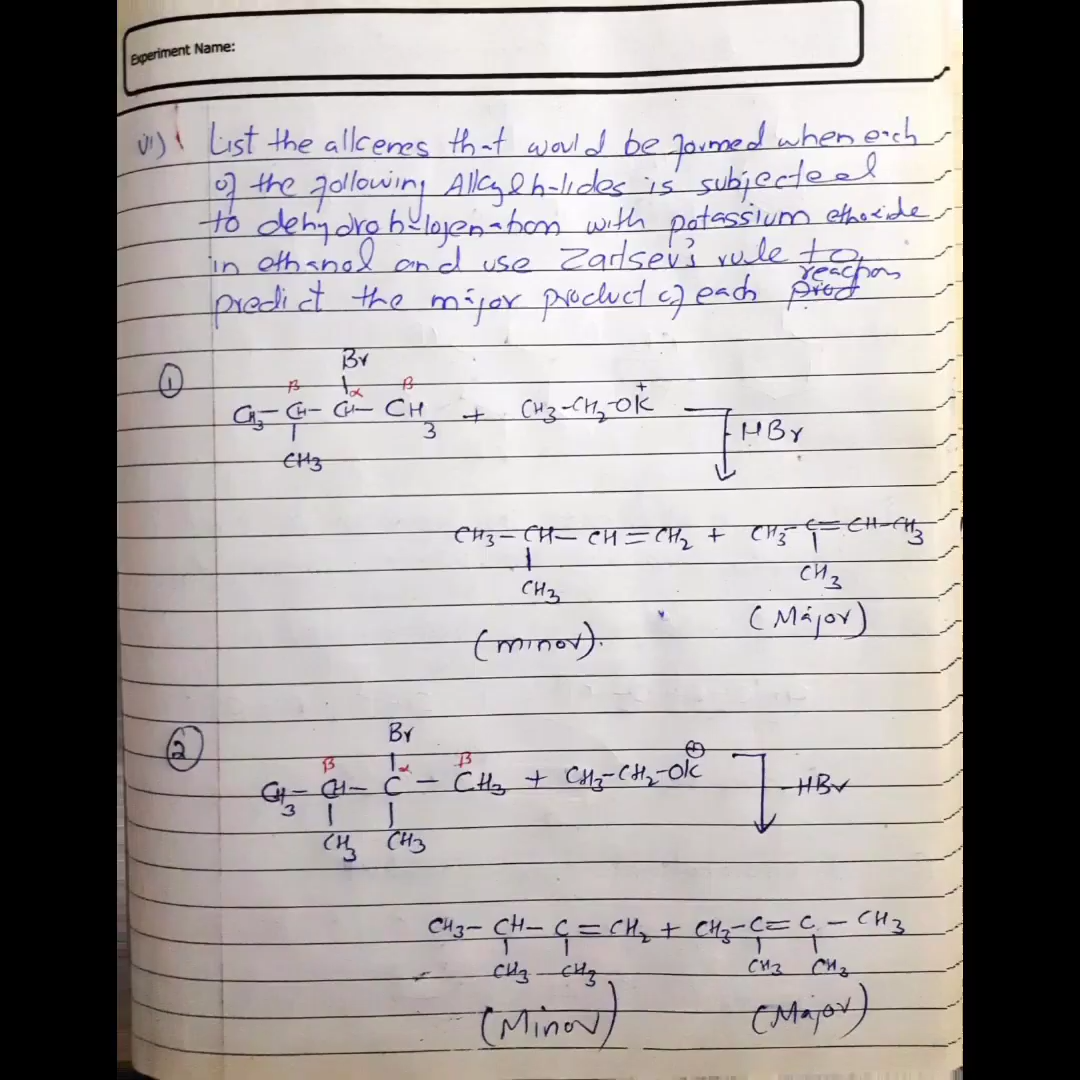 Experiment Name:
vi) List the alkenes that would be formed when each
of the following Alkyl halides is subjected
to dehydrohalogenation with potassium ethoxide
in ethanol and use Zaitsev's rule to
reaction
predict the major product of each prod
Br
① β α β
CH3-CH-CH-CH3 + CH3-CH2-OK+
-HBr
CH3
CH3-CH-CH=CH2 + CH3-C=CH-CH3
CH3 CH3
(Major)
(minor).
Br
② β α β
CH3-CH-C-CH3 + CH3-CH2-OK⊕
-HBr
CH3 CH3
CH3-CH-C=CH2 + CH3-C=C-CH3
CH3 CH3 CH3 CH3
(Minor) (Major)